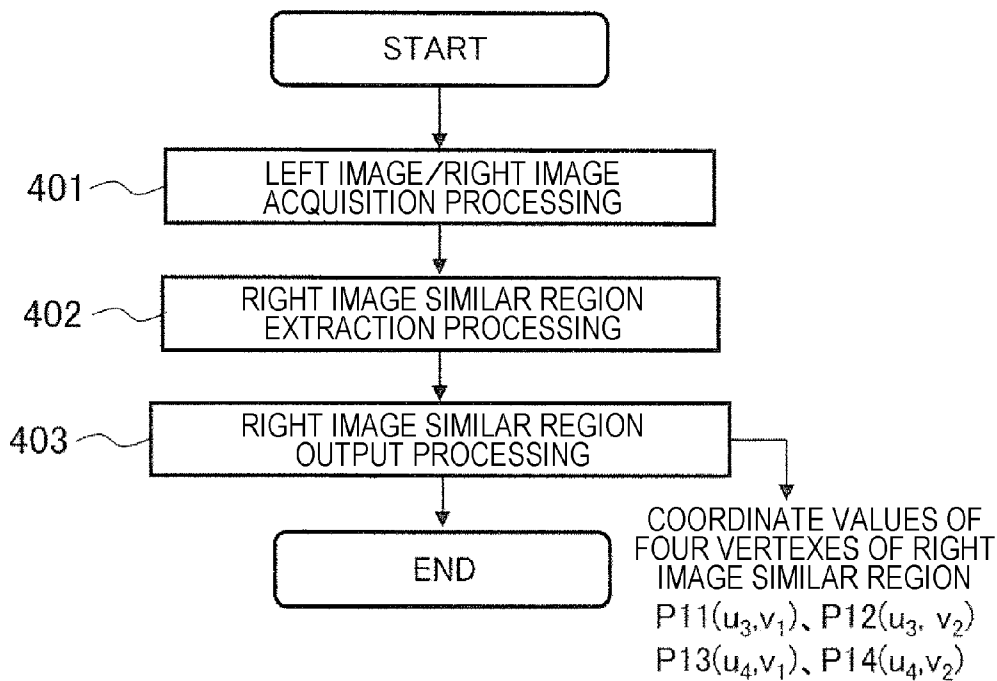 START
401
LEFT IMAGE/RIGHT IMAGE
ACQUISITION PROCESSING
402
RIGHT IMAGE SIMILAR REGION
EXTRACTION PROCESSING
403
RIGHT IMAGE SIMILAR REGION
OUTPUT PROCESSING
END
COORDINATE VALUES OF
FOUR VERTEXES OF RIGHT
IMAGE SIMILAR REGION
P11(u₃,v₁)、P12(u₃, v₂)
P13(u₄,v₁)、P14(u₄,v₂)